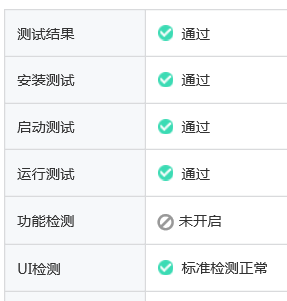 测试结果 通过
安装测试 通过
启动测试 通过
运行测试 通过
功能检测 未开启
UI检测 标准检测正常